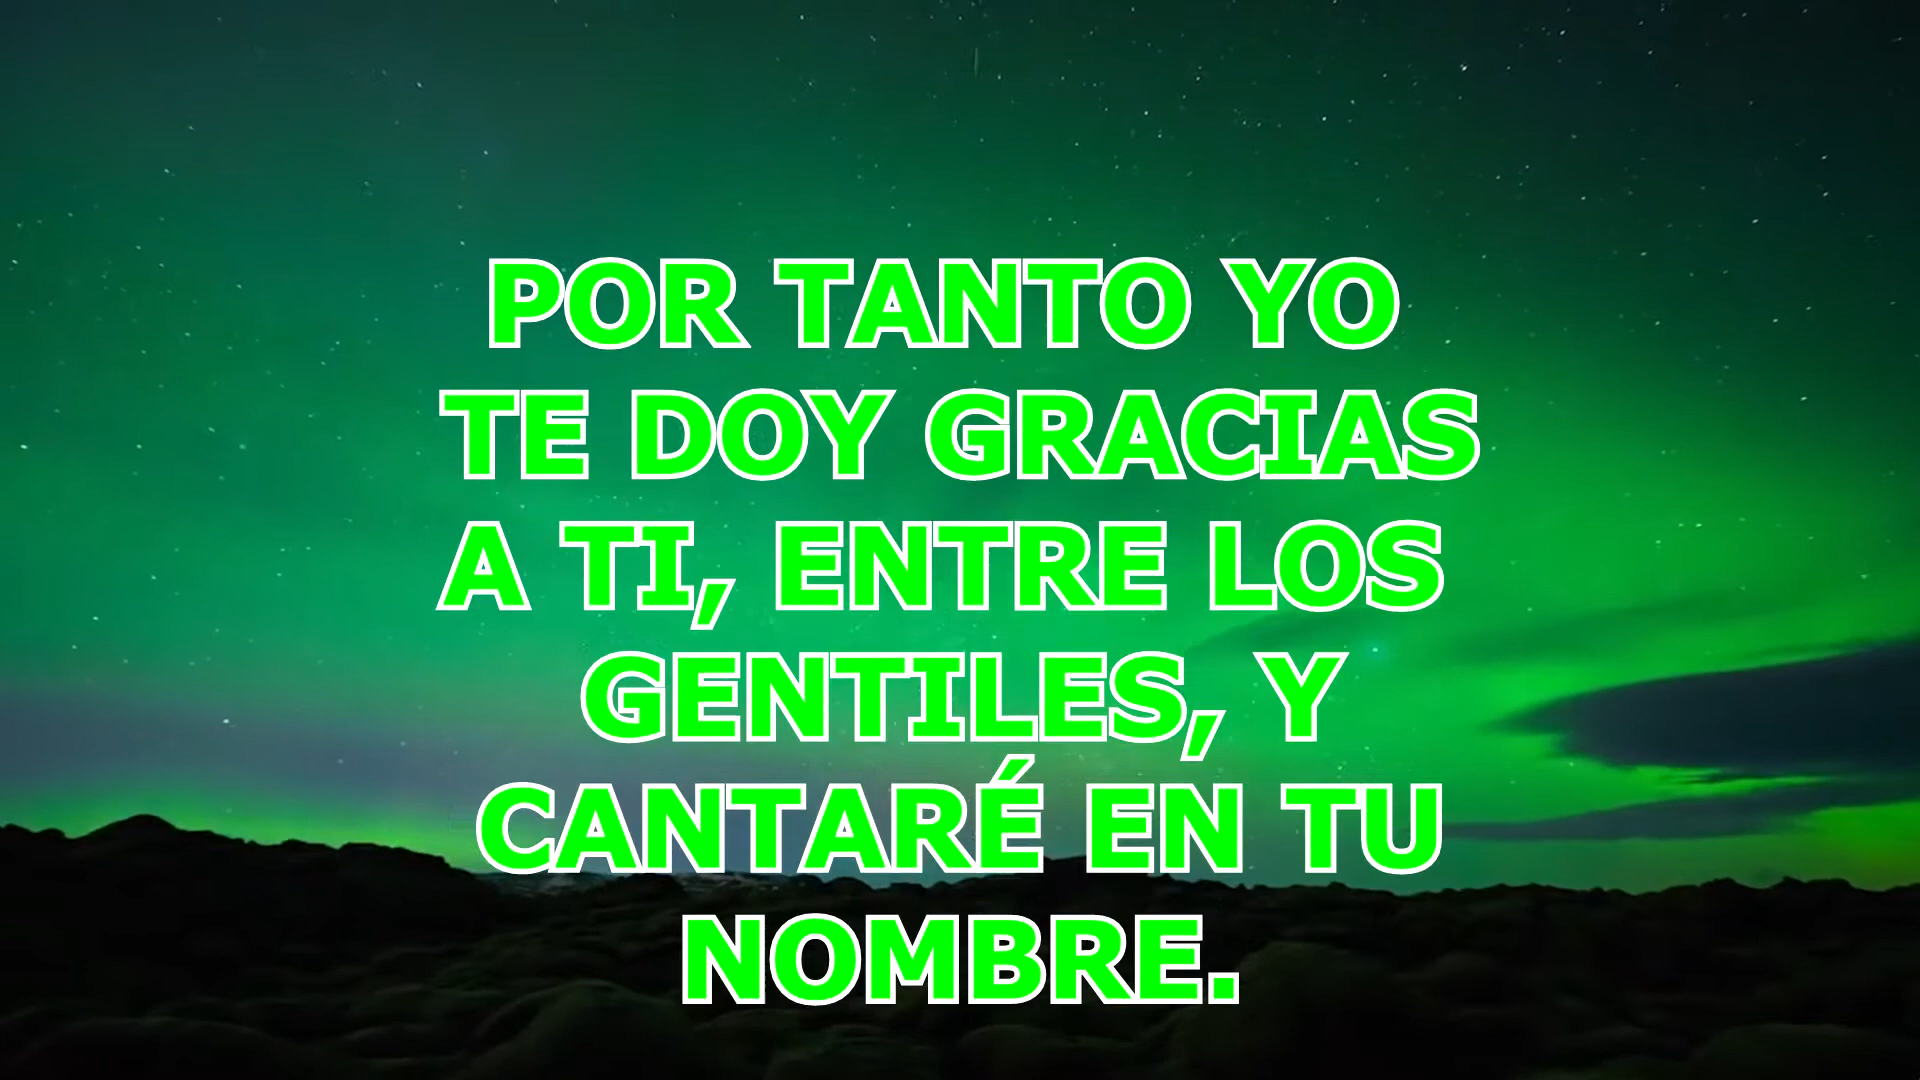 POR TANTO YO
TE DOY GRACIAS
A TI, ENTRE LOS
GENTILES, Y
CANTARÉ EN TU
NOMBRE.